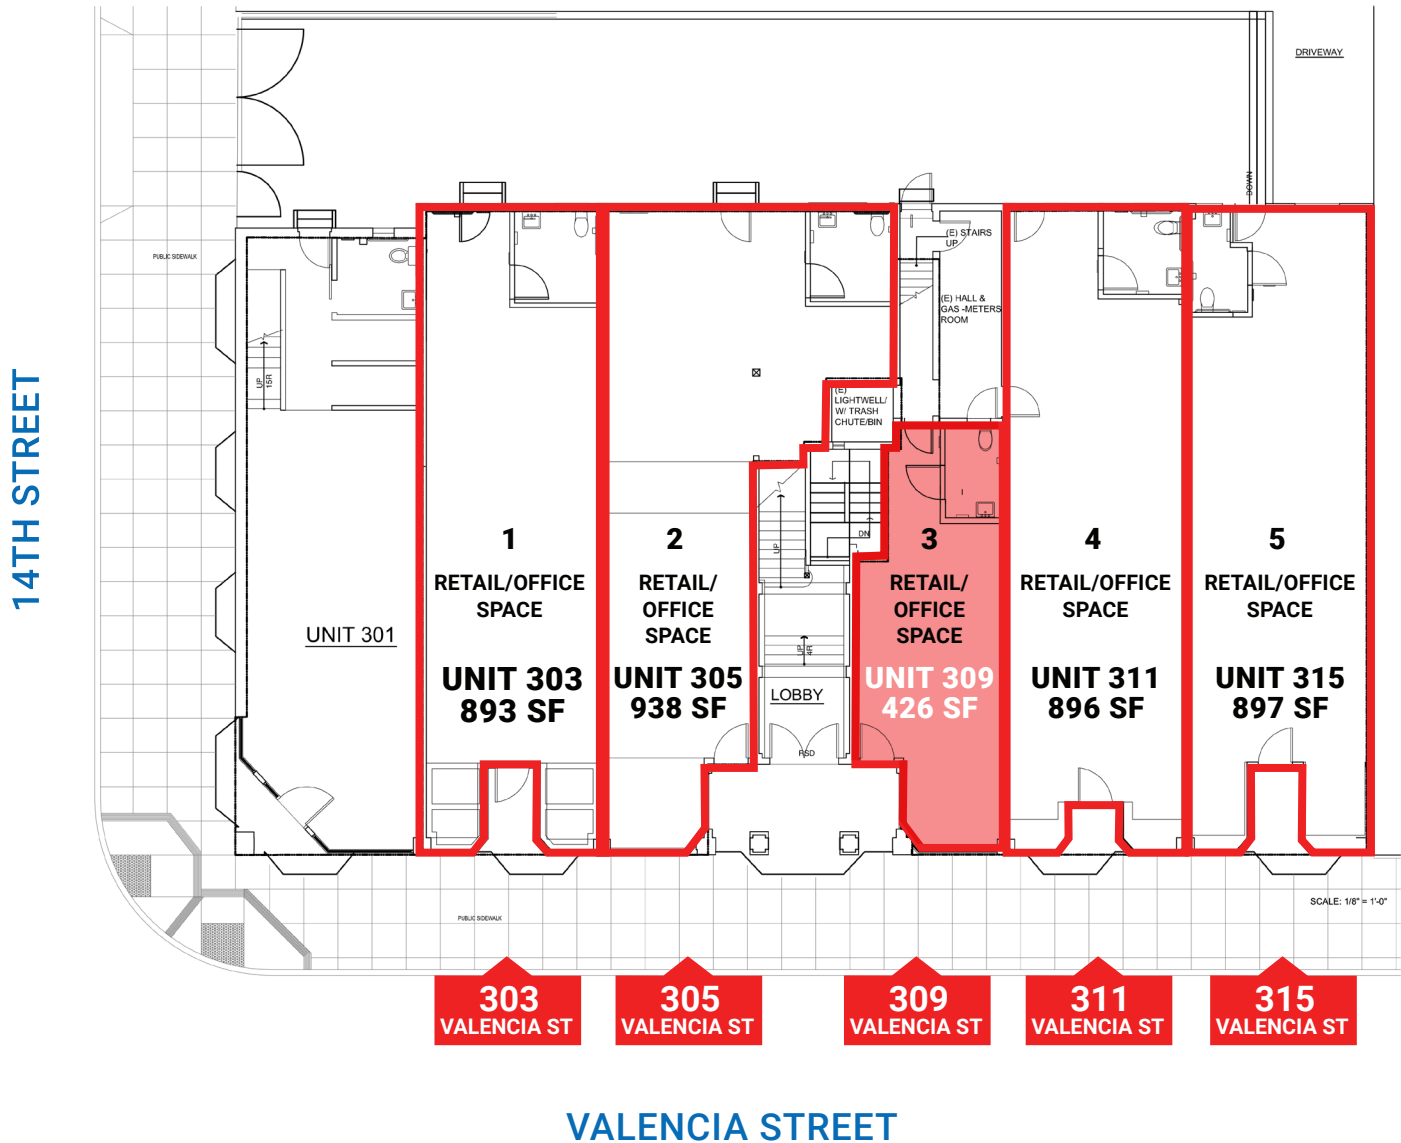 DRIVEWAY
DOWN
PUBLIC SIDEWALK
(E) STAIRS
UP
(E) HALL &
GAS -METERS
ROOM
UP
15R
(E)
LIGHTWELL/
W/ TRASH
CHUTE/BIN
14TH STREET
UP
DN
1
RETAIL/OFFICE
SPACE
UNIT 303
893 SF
2
RETAIL/
OFFICE
SPACE
UNIT 305
938 SF
3
RETAIL/
OFFICE
SPACE
UNIT 309
426 SF
4
RETAIL/OFFICE
SPACE
UNIT 311
896 SF
5
RETAIL/OFFICE
SPACE
UNIT 315
897 SF
UNIT 301
UP
4R
LOBBY
SCALE: 1/8" = 1'-0"
PUBLIC SIDEWALK
303
VALENCIA ST
305
VALENCIA ST
309
VALENCIA ST
311
VALENCIA ST
315
VALENCIA ST
VALENCIA STREET